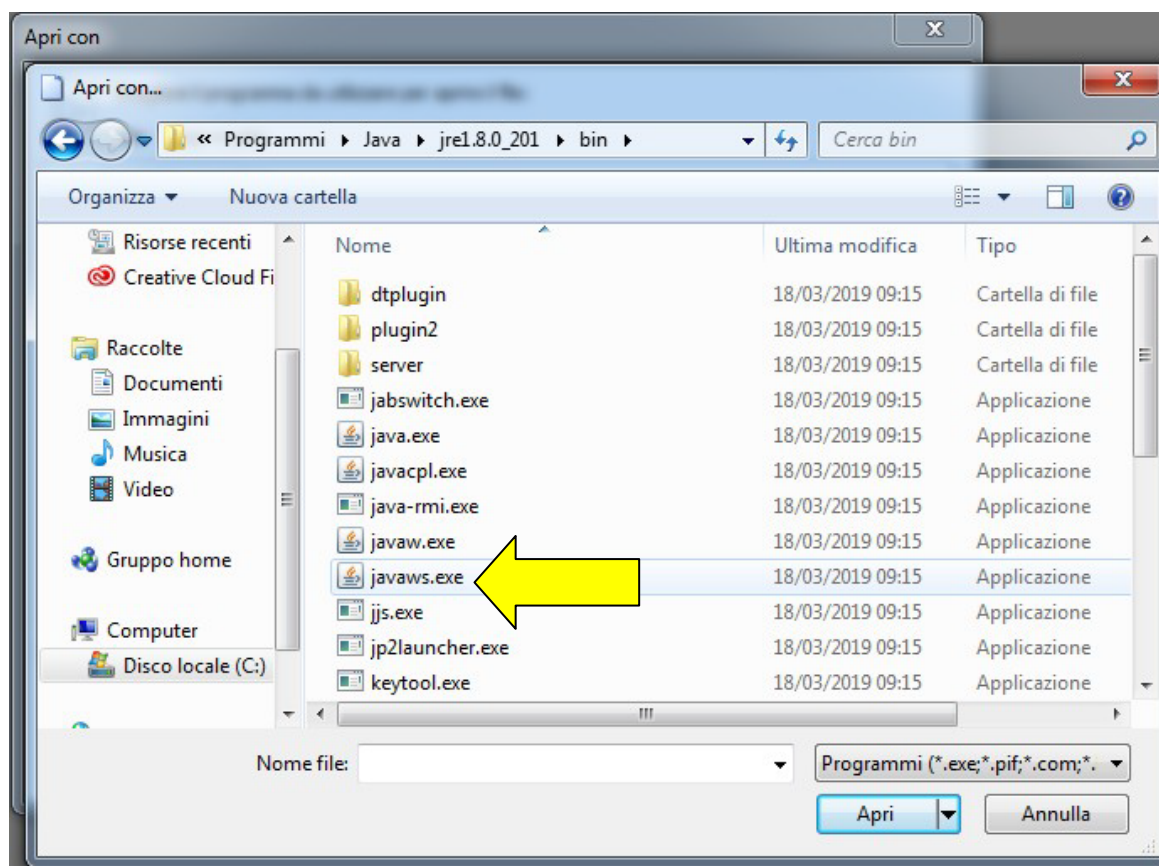 Apri con
Apri con...
« Programmi Java jre1.8.0_201 bin
Cerca bin
Organizza Nuova cartella
Risorse recenti
Creative Cloud Fi
Raccolte
Documenti
Immagini
Musica
Video
Gruppo home
Computer
Disco locale (C:)
Nome Ultima modifica Tipo
dtplugin 18/03/2019 09:15 Cartella di file
plugin2 18/03/2019 09:15 Cartella di file
server 18/03/2019 09:15 Cartella di file
jabswitch.exe 18/03/2019 09:15 Applicazione
java.exe 18/03/2019 09:15 Applicazione
javacpl.exe 18/03/2019 09:15 Applicazione
java-rmi.exe 18/03/2019 09:15 Applicazione
javaw.exe 18/03/2019 09:15 Applicazione
javaws.exe 18/03/2019 09:15 Applicazione
jjs.exe 18/03/2019 09:15 Applicazione
jp2launcher.exe 18/03/2019 09:15 Applicazione
keytool.exe 18/03/2019 09:15 Applicazione
Nome file:
Programmi (*.exe;*.pif;*.com;*.
Apri Annulla